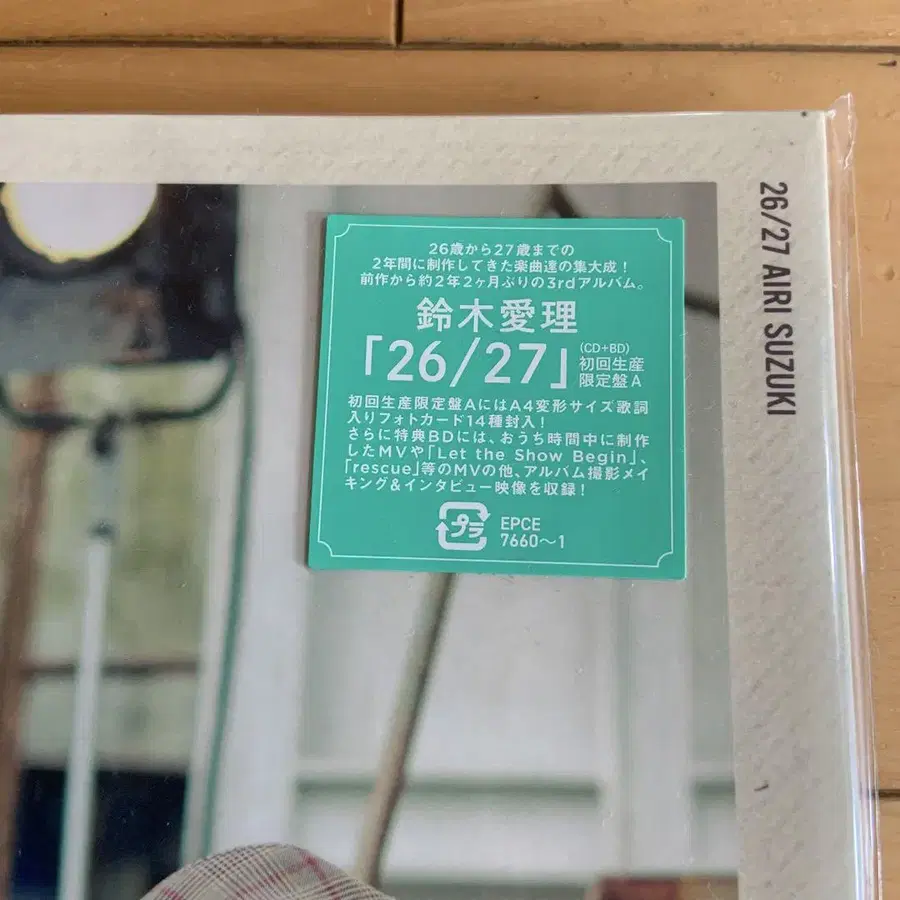 26歳から27歳までの
2年間に制作してきた楽曲達の集大成！
前作から約2年2ヶ月ぶりの3rdアルバム。
鈴木愛理
「26/27」
(CD+BD)
初回生産
限定盤A
初回生産限定盤AにはA4変形サイズ歌詞
入りフォトカード14種封入！
さらに特典BDには、おうち時間中に制作
したMVや「Let the Show Begin」、
「rescue」等のMVの他、アルバム撮影メイ
キング&インタビュー映像を収録！
プラ
EPCE
7660～1
26/27 AIRI SUZUKI
1